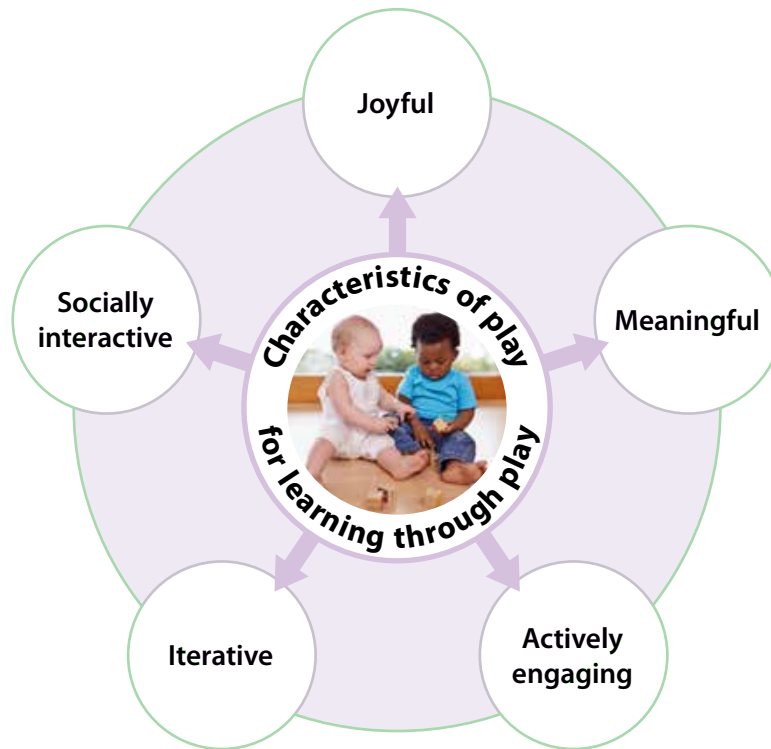 Joyful
Socially
interactive
Characteristics of play
for learning through play
Meaningful
Iterative
Actively
engaging